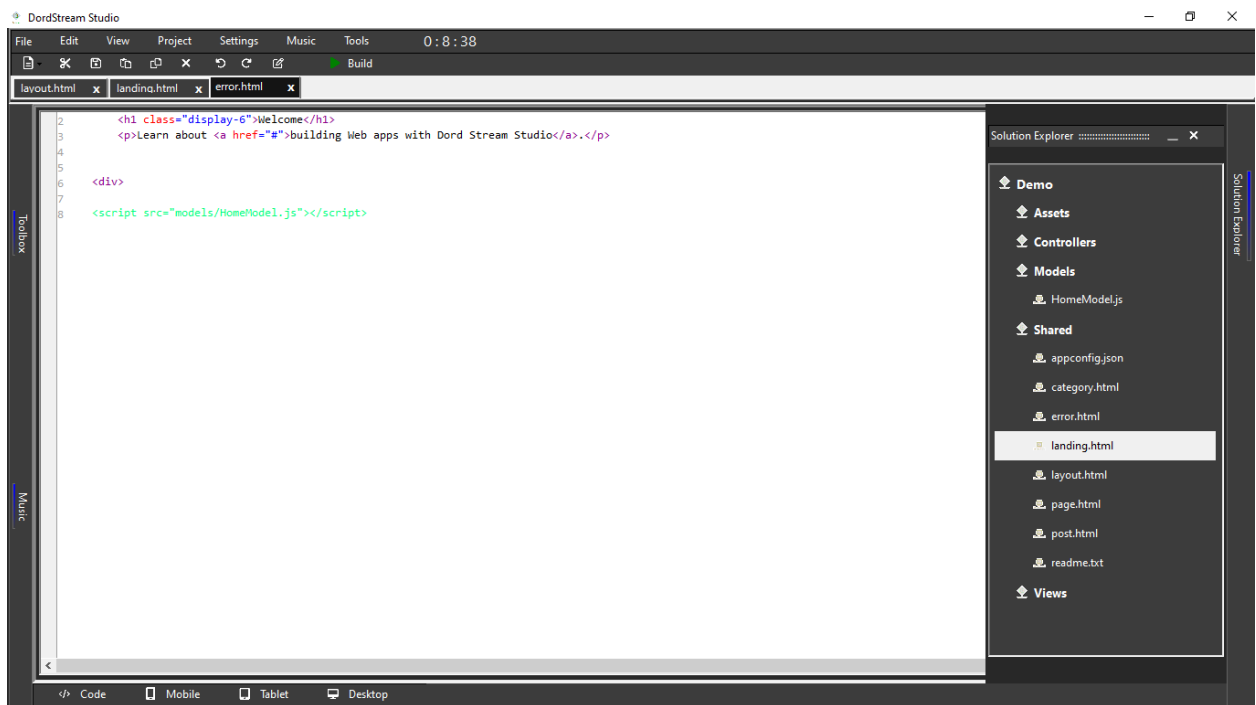 DordStream Studio
File Edit View Project Settings Music Tools 0:8:38
Build
layout.html x landing.html x error.html x
2 <h1 class="display-6">Welcome</h1>
3 <p>Learn about <a href="#">building Web apps with Dord Stream Studio</a>.</p>
4
5
6 <div>
7
8 <script src="models/HomeModel.js"></script>
Toolbox
Music
Solution Explorer
Demo
Assets
Controllers
Models
HomeModel.js
Shared
appconfig.json
category.html
error.html
landing.html
layout.html
page.html
post.html
readme.txt
Views
Solution Explorer
</> Code Mobile Tablet Desktop